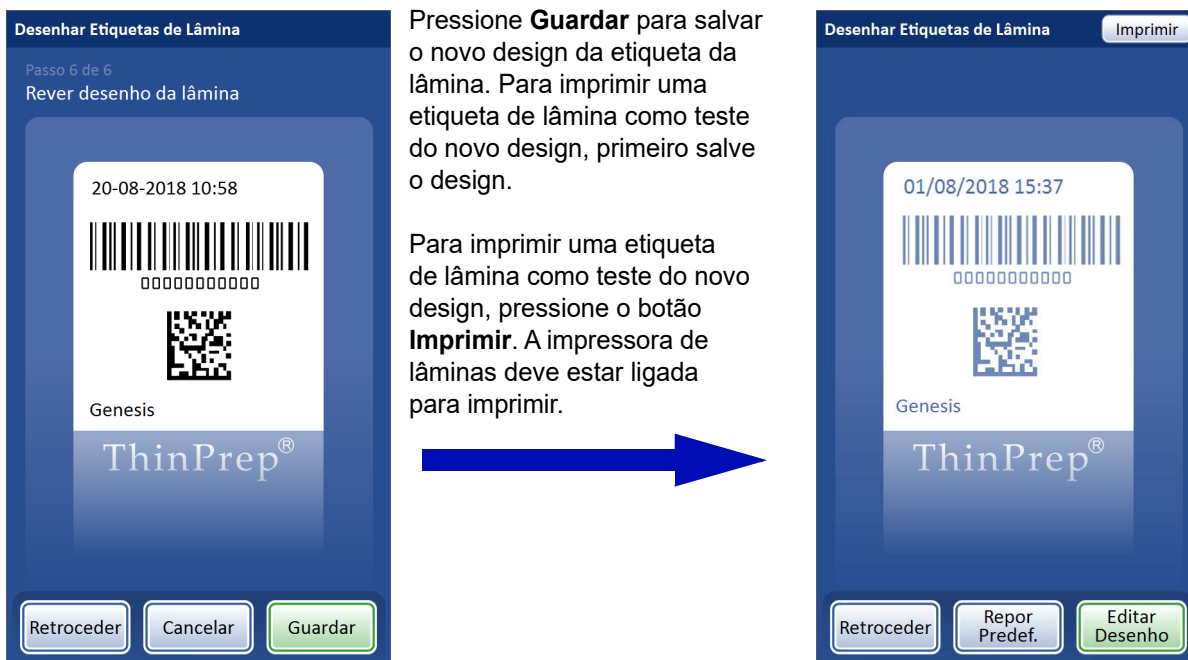 Desenhar Etiquetas de Lâmina
Passo 6 de 6
Rever desenho da lâmina
20-08-2018 10:58
00000000000
Genesis
ThinPrep®
Retroceder
Cancelar
Guardar
Pressione Guardar para salvar
o novo design da etiqueta da
lâmina. Para imprimir uma
etiqueta de lâmina como teste
do novo design, primeiro salve
o design.
Para imprimir uma etiqueta
de lâmina como teste do novo
design, pressione o botão
Imprimir. A impressora de
lâminas deve estar ligada
para imprimir.
Desenhar Etiquetas de Lâmina
Imprimir
01/08/2018 15:37
00000000000
Genesis
ThinPrep®
Retroceder
Repor
Predef.
Editar
Desenho